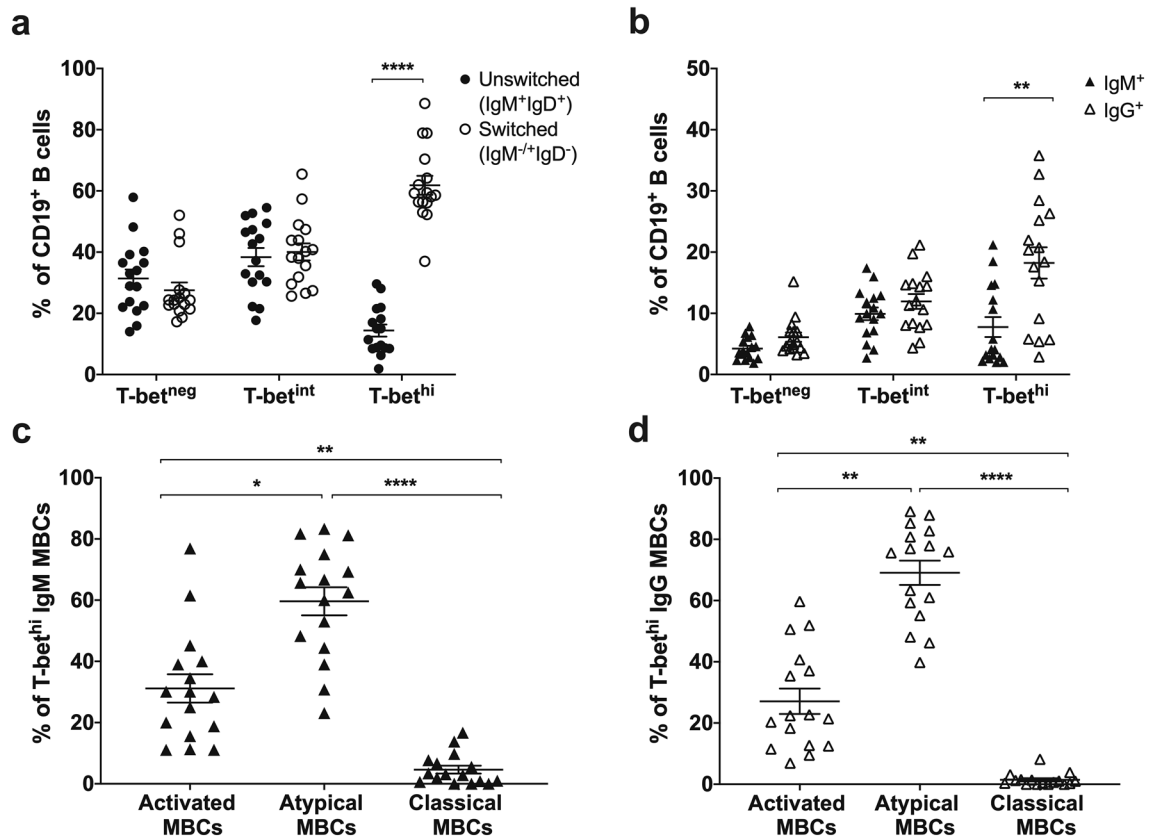 a
% of CD19+ B cells
100
80
60
40
20
0
****
Unswitched
(IgM+IgD+)
Switched
(IgM-/+IgD-)
T-betneg
T-betint
T-bethi
b
% of CD19+ B cells
50
40
30
20
10
0
**
IgM+
IgG+
T-betneg
T-betint
T-bethi
c
% of T-bethi IgM MBCs
100
80
60
40
20
0
**
*
****
Activated
MBCs
Atypical
MBCs
Classical
MBCs
d
% of T-bethi IgG MBCs
100
80
60
40
20
0
**
**
****
Activated
MBCs
Atypical
MBCs
Classical
MBCs